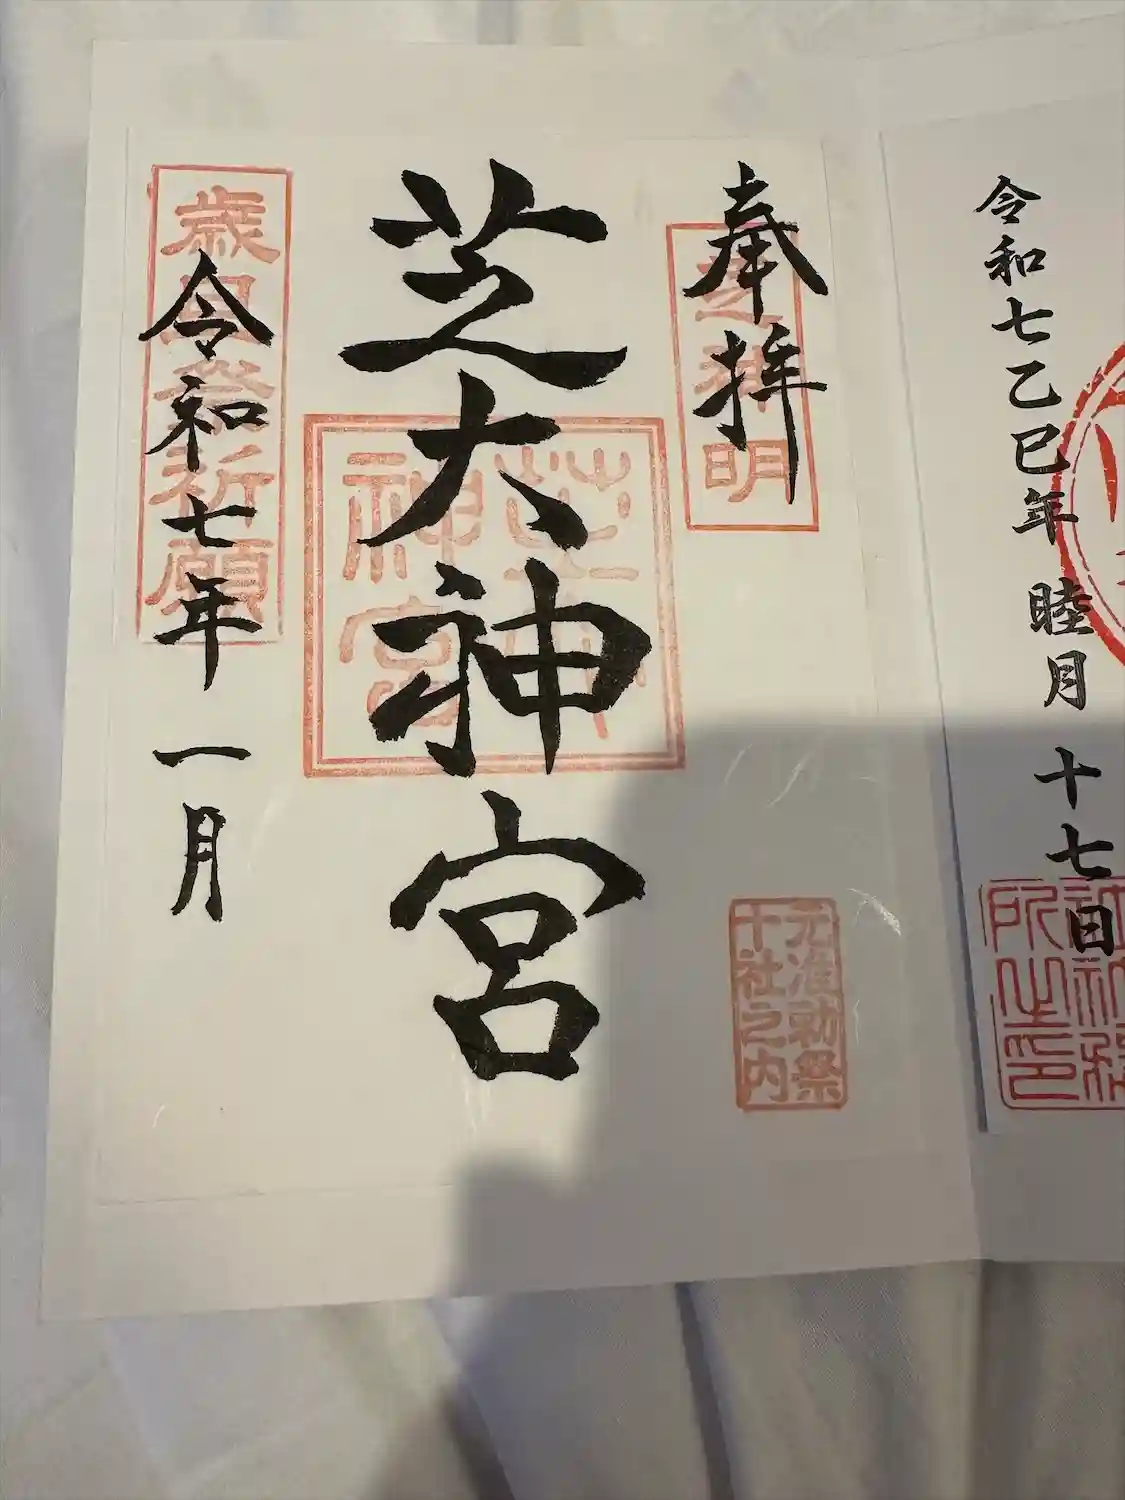 令和七乙巳年 睦月 十七日
奉拝
芝神明
元准勅祭
十社之内
芝大神宮
芝大
神宮
令和七年一月
歳旦祭祈願